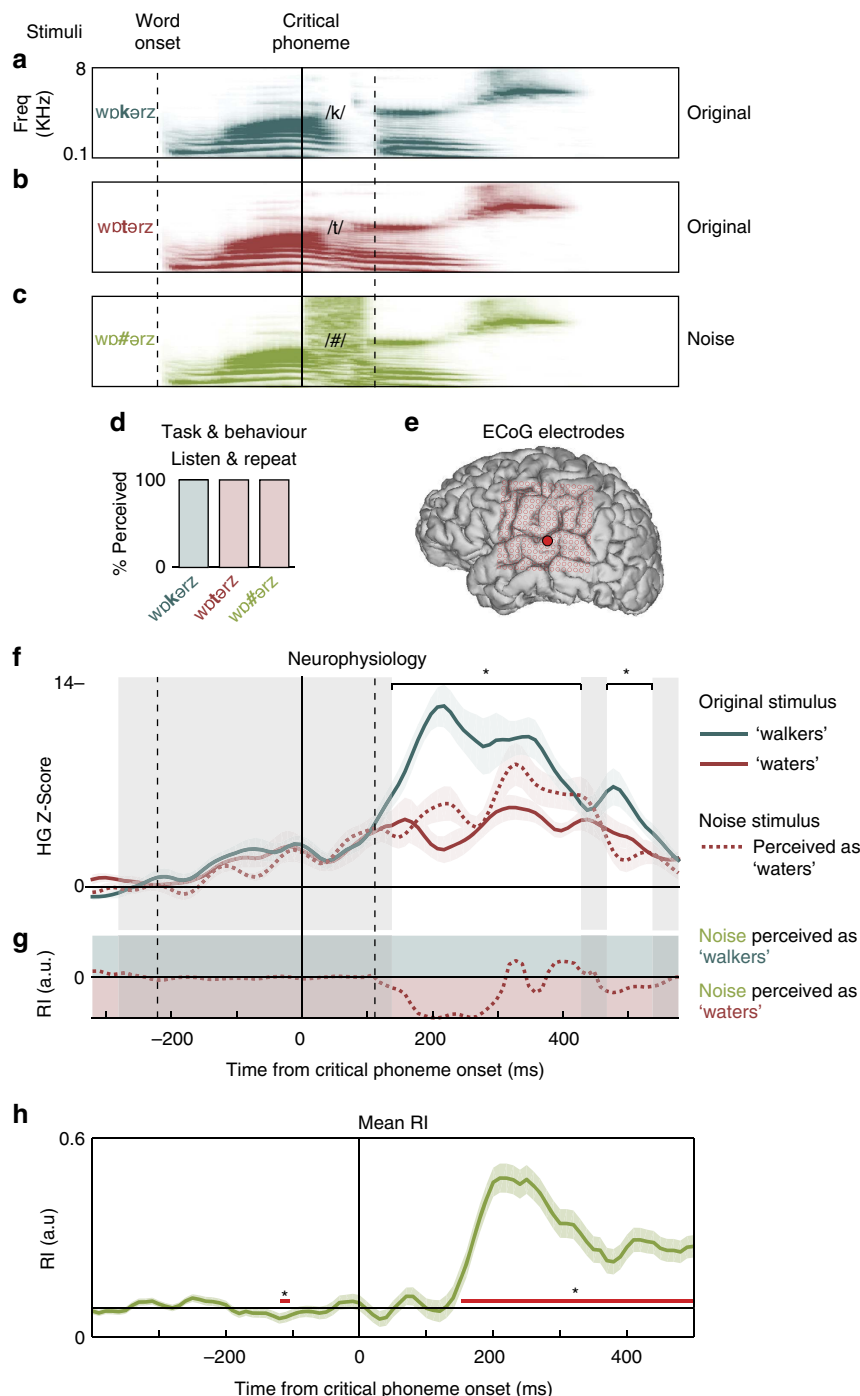 Stimuli
Word onset
Critical phoneme
a
8
Freq (KHz)
0.1
wɒkərz
/k/
Original
b
wɒtərz
/t/
Original
c
wɒ#ərz
/#/
Noise
d
Task & behaviour
Listen & repeat
100
% Perceived
0
wɒkərz
wɒtərz
wɒ#ərz
e
ECoG electrodes
f
Neurophysiology
14
HG Z-Score
0
*
*
Original stimulus
'walkers'
'waters'
Noise stimulus
Perceived as
'waters'
g
RI (a.u.)
0
Noise perceived as
'walkers'
Noise perceived as
'waters'
−200
0
200
400
Time from critical phoneme onset (ms)
h
Mean RI
0.6
RI (a.u)
0
*
*
−200
0
200
400
Time from critical phoneme onset (ms)